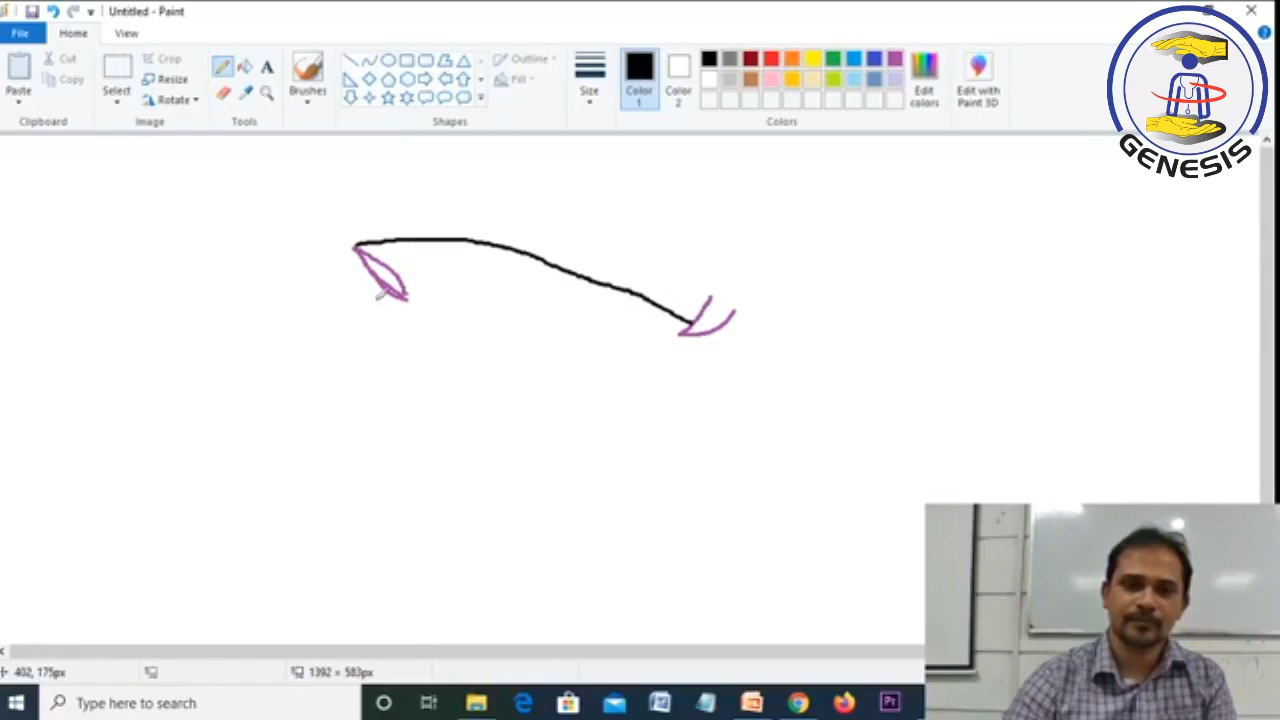 Untitled - Paint
File Home View
Cut
Copy
Paste
Clipboard
Crop
Resize
Rotate
Select
Image
Tools
Brushes
Outline
Fill
Shapes
Size
Color 1
Color 2
Edit colors
Edit with Paint 3D
Colors
GENESIS
402, 175px
1392 × 583px
Type here to search